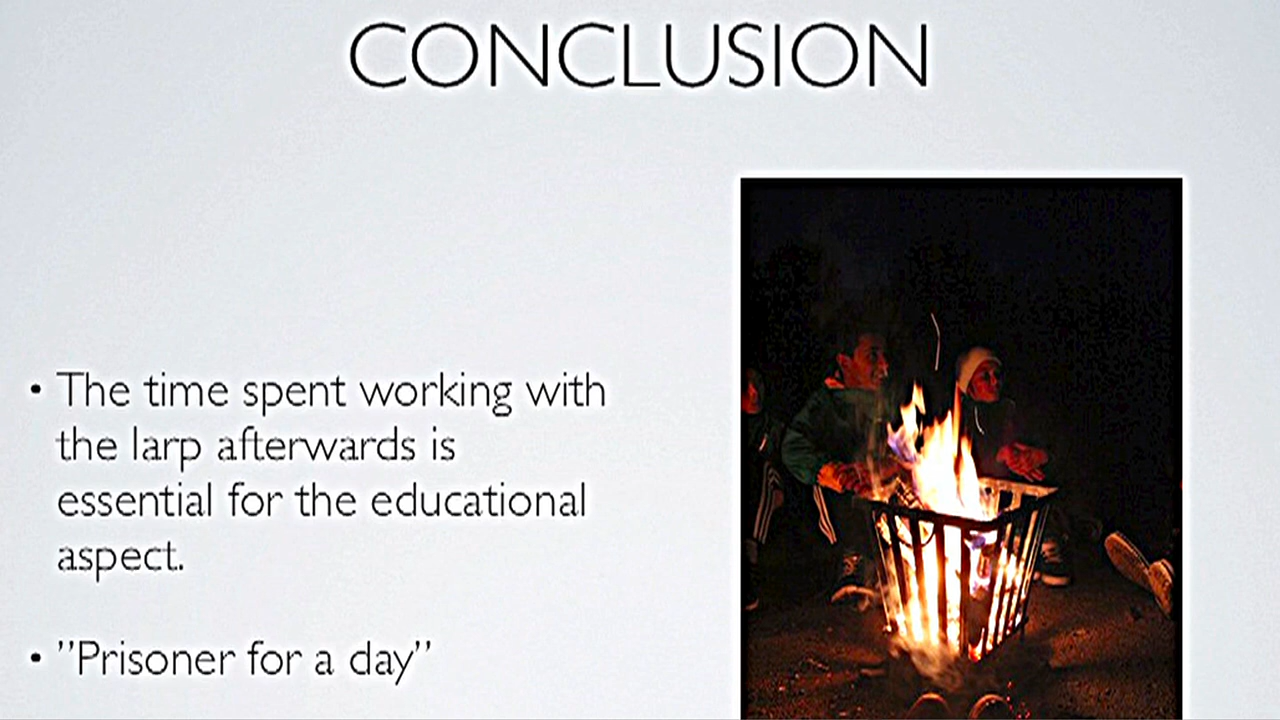 CONCLUSION
• The time spent working with
the larp afterwards is
essential for the educational
aspect.
• ”Prisoner for a day”